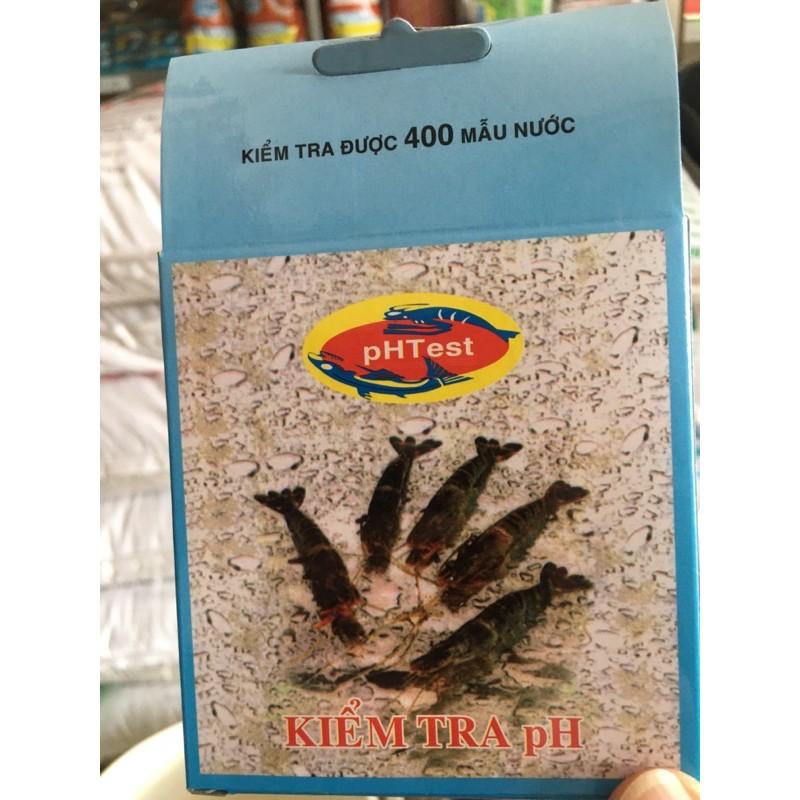 KIỂM TRA ĐƯỢC 400 MẪU NƯỚC
pHTest
KIỂM TRA pH